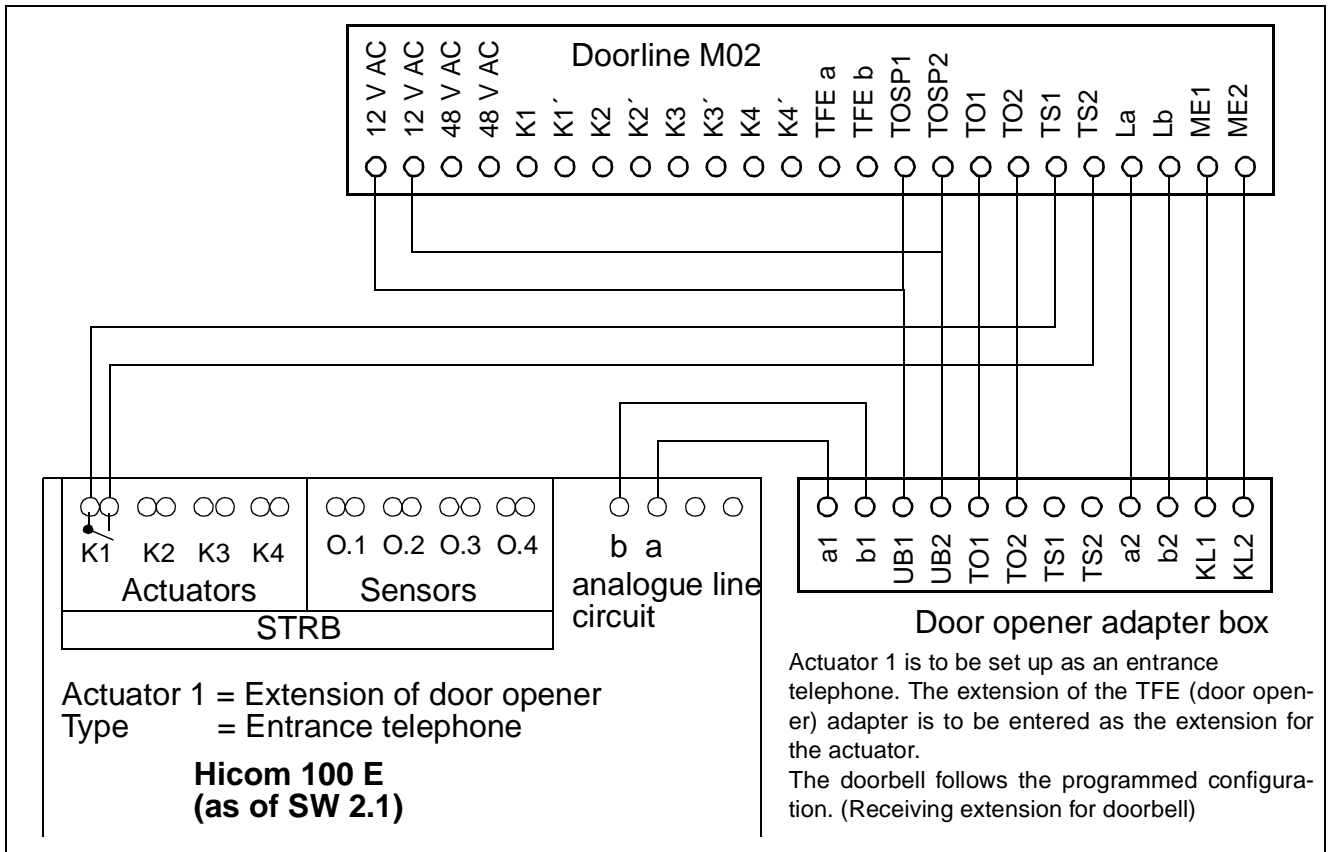 Doorline M02
12 V AC
12 V AC
48 V AC
48 V AC
K1
K1´
K2
K2´
K3
K3´
K4
K4´
TFE a
TFE b
TOSP1
TOSP2
TO1
TO2
TS1
TS2
La
Lb
ME1
ME2
K1 K2 K3 K4
Actuators
O.1 O.2 O.3 O.4
Sensors
STRB
b a
analogue line
circuit
a1
b1
UB1
UB2
TO1
TO2
TS1
TS2
a2
b2
KL1
KL2
Door opener adapter box
Actuator 1 = Extension of door opener
Type = Entrance telephone
Hicom 100 E
(as of SW 2.1)
Actuator 1 is to be set up as an entrance
telephone. The extension of the TFE (door open-
er) adapter is to be entered as the extension for
the actuator.
The doorbell follows the programmed configura-
tion. (Receiving extension for doorbell)